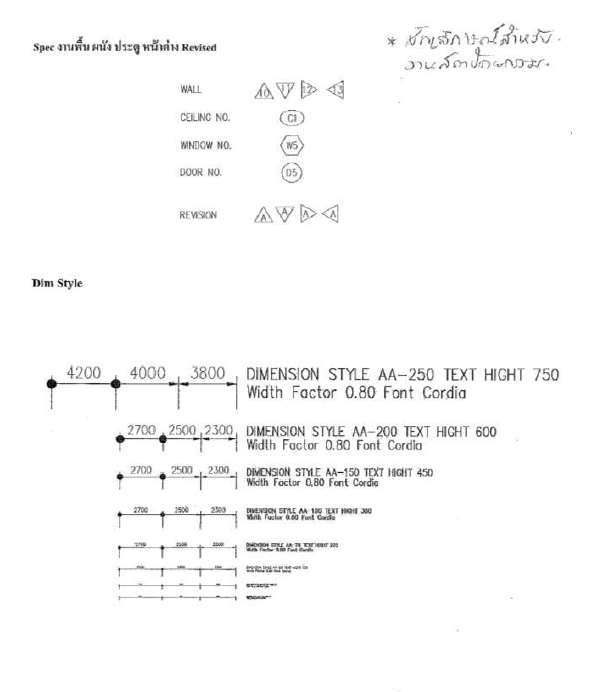 Spec งานพื้น ผนัง ประตู หน้าต่าง Revised
* สัญลักษณ์สำหรับ
งานสถาปัตยกรรม.
WALL 10 11 12 13
CEILING NO. C1
WINDOW NO. W5
DOOR NO. D5
REVISION A A A A
Dim Style
4200 4000 3800 DIMENSION STYLE AA-250 TEXT HIGHT 750
Width Factor 0.80 Font Cordia
2700 2500 2300 DIMENSION STYLE AA-200 TEXT HIGHT 600
Width Factor 0.80 Font Cordia
2700 2500 2300 DIMENSION STYLE AA-150 TEXT HIGHT 450
Width Factor 0.80 Font Cordia
2700 2500 2300 DIMENSION STYLE AA-100 TEXT HIGHT 300
Width Factor 0.80 Font Cordia
2700 2500 2300 DIMENSION STYLE AA-75 TEXT HIGHT 225
Width Factor 0.80 Font Cordia